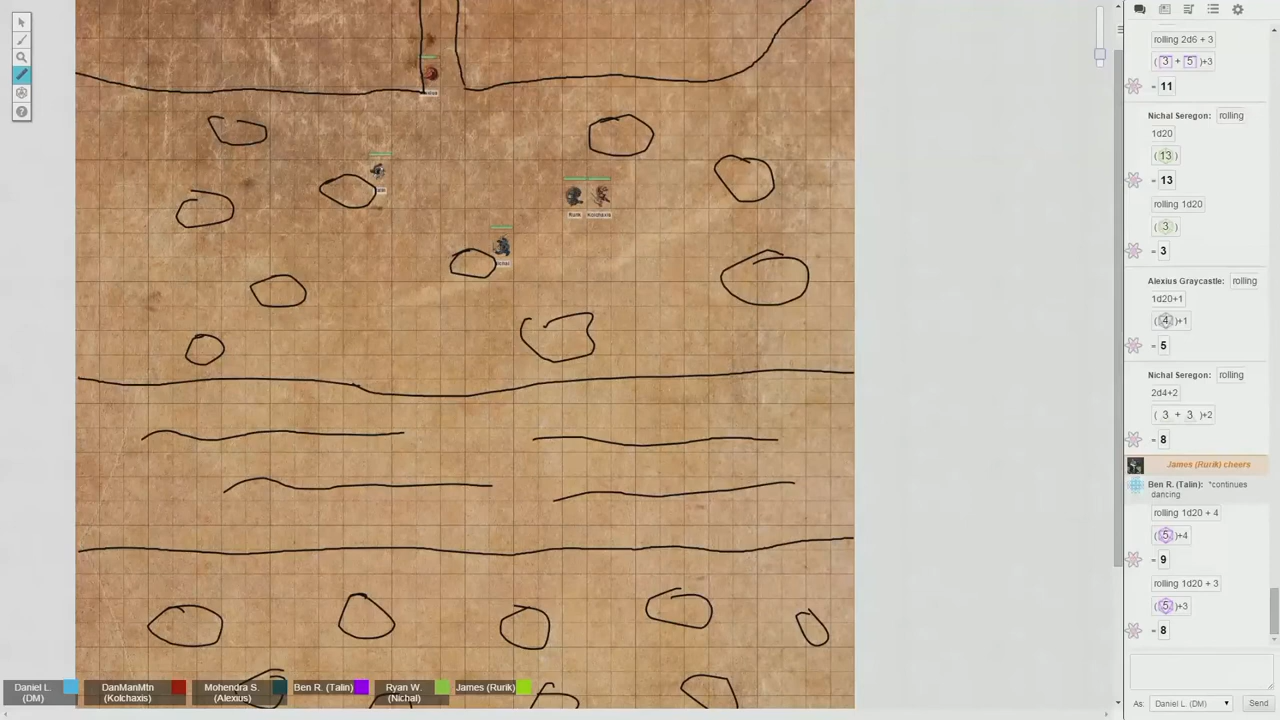 rolling 2d6 + 3
(3 + 5)+3
= 11
Nichal Seregon: rolling
1d20
(13)
= 13
rolling 1d20
(3)
= 3
Alexius Graycastle: rolling
1d20+1
(4)+1
= 5
Nichal Seregon: rolling
2d4+2
(3 + 3)+2
= 8
James (Rurik) cheers
Ben R. (Talin): *continues
dancing
rolling 1d20 + 4
(5)+4
= 9
rolling 1d20 + 3
(5)+3
= 8
As: Daniel L. (DM) Send
Rurik Kolchaxis
Daniel L.
(DM)
DanManMtn
(Kolchaxis)
Mohendra S.
(Alexius)
Ben R. (Talin)
Ryan W.
(Nichal)
James (Rurik)